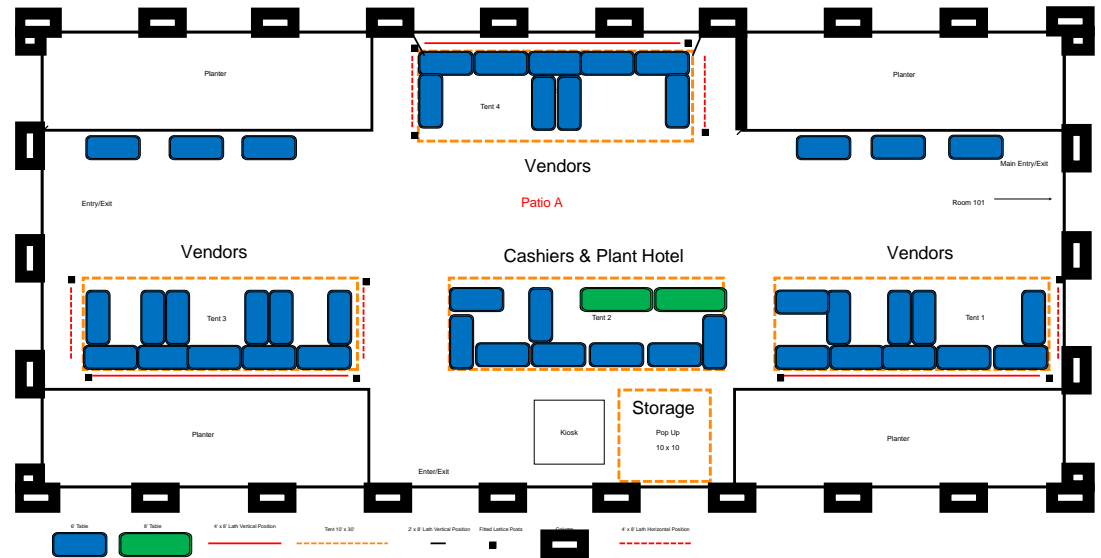 Planter
Planter
Tent 4
Vendors
Main Entry/Exit
Patio A
Entry/Exit
Room 101
Vendors
Cashiers & Plant Hotel
Vendors
Tent 3
Tent 2
Tent 1
Storage
Planter
Kiosk
Pop Up
10 x 10
Planter
Enter/Exit
6' Table
8' Table
4' x 8' Lath Vertical Position
Tent 10' x 30'
2' x 8' Lath Vertical Position
Fitted Lattice Posts
4' x 8' Lath Horizontal Position